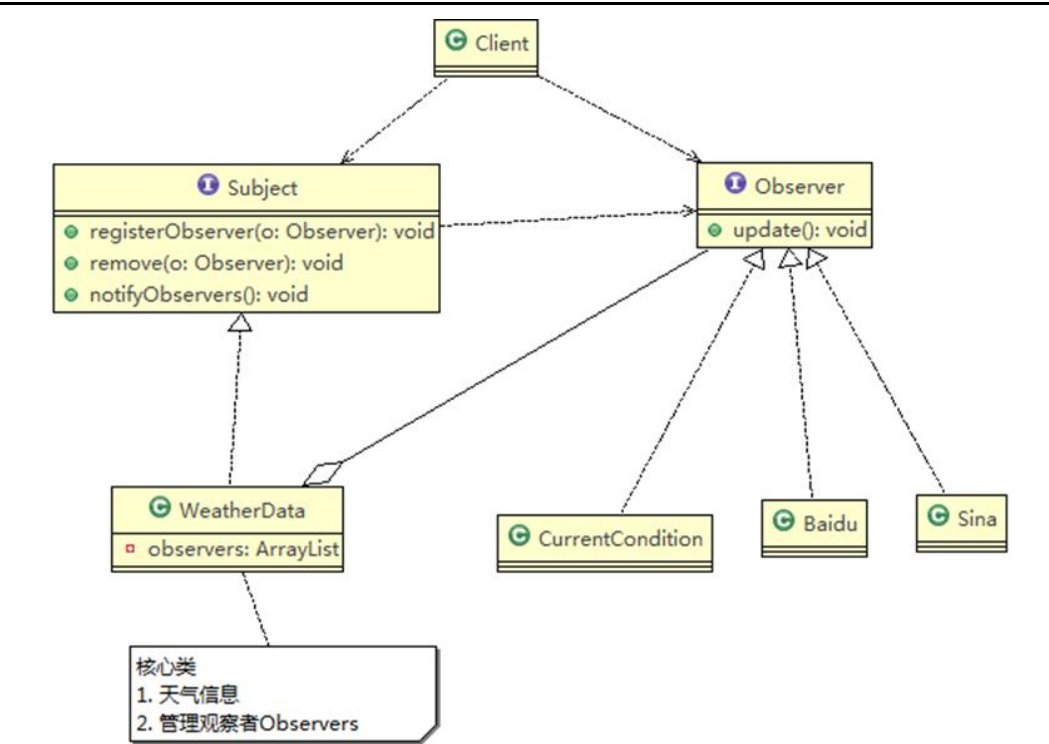 Client
Subject
registerObserver(o: Observer): void
remove(o: Observer): void
notifyObservers(): void
Observer
update(): void
WeatherData
observers: ArrayList
CurrentCondition
Baidu
Sina
核心类
1. 天气信息
2. 管理观察者Observers